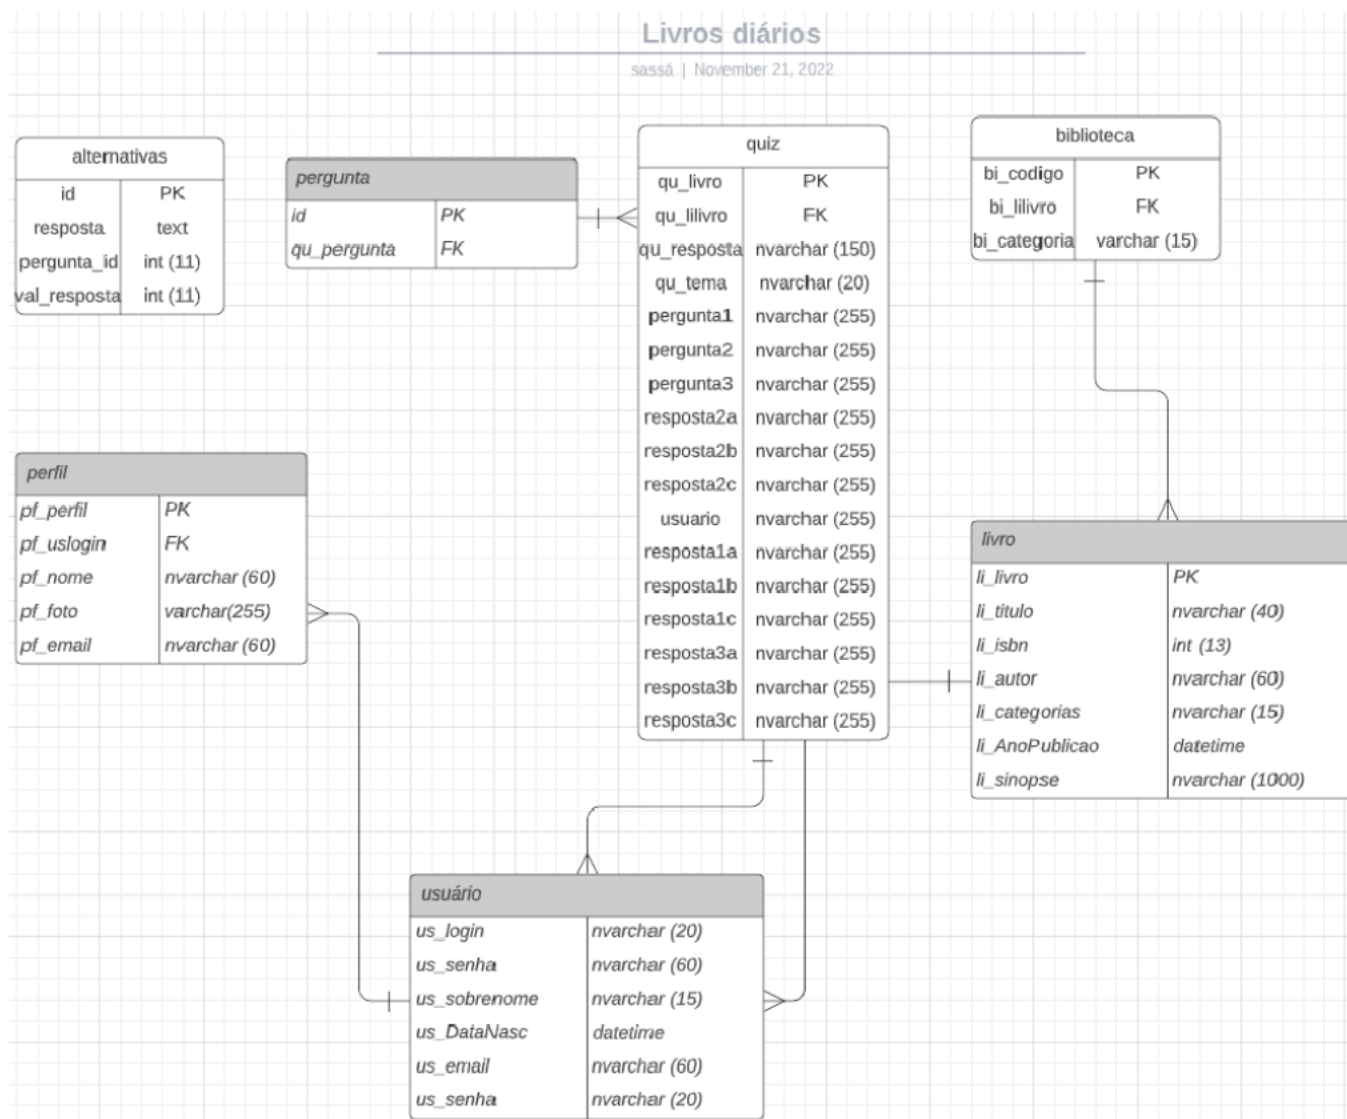 Livros diários
sassá | November 21, 2022
alternativas
id PK
resposta text
pergunta_id int (11)
val_resposta int (11)
pergunta
id PK
qu_pergunta FK
quiz
qu_livro PK
qu_lilivro FK
qu_resposta nvarchar (150)
qu_tema nvarchar (20)
pergunta1 nvarchar (255)
pergunta2 nvarchar (255)
pergunta3 nvarchar (255)
resposta2a nvarchar (255)
resposta2b nvarchar (255)
resposta2c nvarchar (255)
usuario nvarchar (255)
resposta1a nvarchar (255)
resposta1b nvarchar (255)
resposta1c nvarchar (255)
resposta3a nvarchar (255)
resposta3b nvarchar (255)
resposta3c nvarchar (255)
biblioteca
bi_codigo PK
bi_lilivro FK
bi_categoria varchar (15)
perfil
pf_perfil PK
pf_uslogin FK
pf_nome nvarchar (60)
pf_foto varchar(255)
pf_email nvarchar (60)
livro
li_livro PK
li_titulo nvarchar (40)
li_isbn int (13)
li_autor nvarchar (60)
li_categorias nvarchar (15)
li_AnoPublicao datetime
li_sinopse nvarchar (1000)
usuário
us_login nvarchar (20)
us_senha nvarchar (60)
us_sobrenome nvarchar (15)
us_DataNasc datetime
us_email nvarchar (60)
us_senha nvarchar (20)